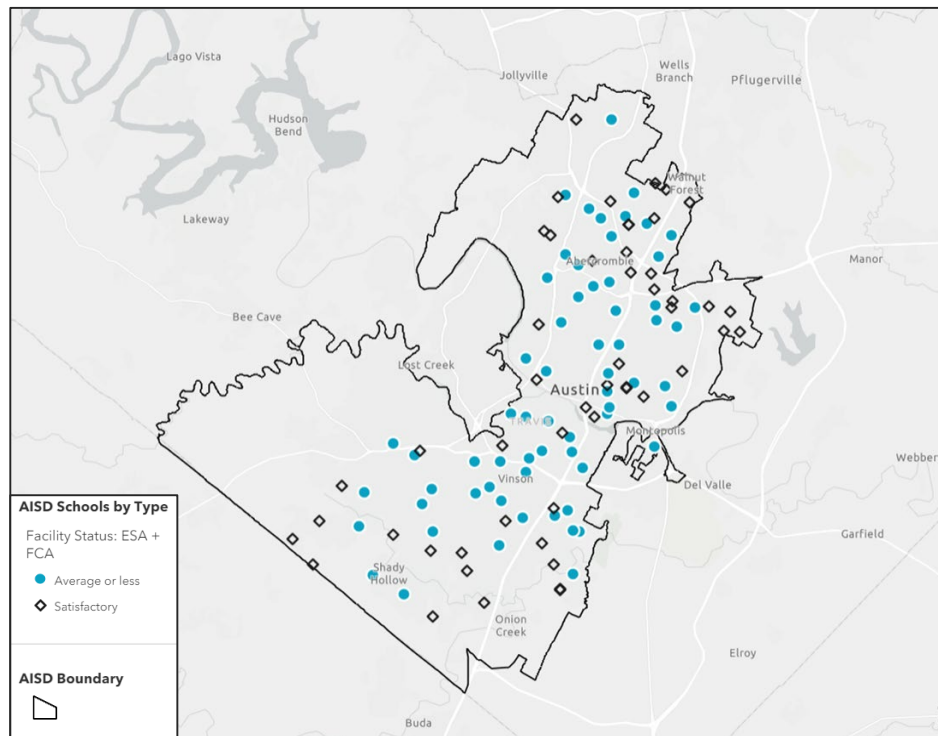 Lago Vista
Jollyville
Wells
Branch
Pflugerville
Hudson
Bend
Walnut
Forest
Lakeway
Manor
Abercrombie
Bee Cave
Lost Creek
Austin
TRAVIS
Montopolis
Webber
Vinson
Del Valle
Garfield
Shady
Hollow
Onion
Creek
Elroy
Buda
AISD Schools by Type
Facility Status: ESA +
FCA
Average or less
Satisfactory
AISD Boundary